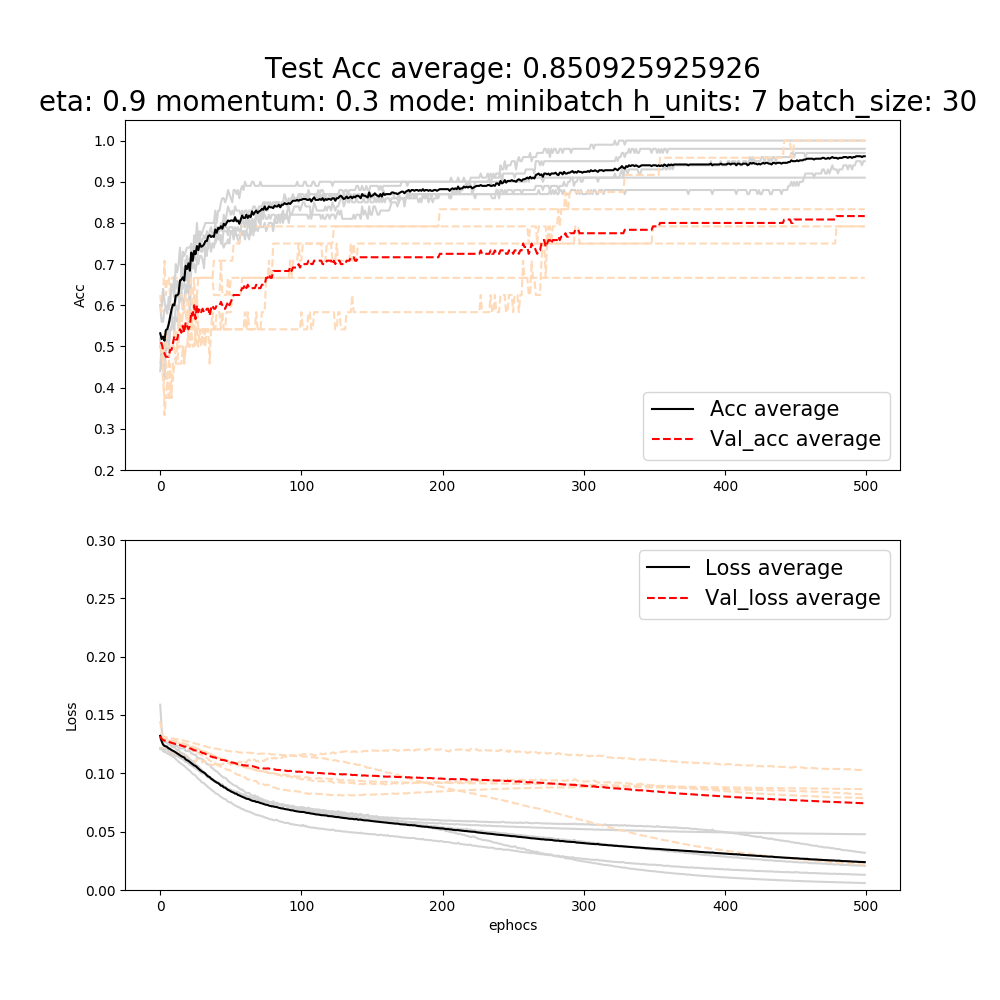 Test Acc average: 0.850925925926
eta: 0.9 momentum: 0.3 mode: minibatch h_units: 7 batch_size: 30
1.0
0.9
0.8
0.7
0.6
0.5
0.4
0.3
0.2
Acc
Acc average
Val_acc average
0 100 200 300 400 500
0.30
0.25
0.20
0.15
0.10
0.05
0.00
Loss
Loss average
Val_loss average
0 100 200 300 400 500
ephocs